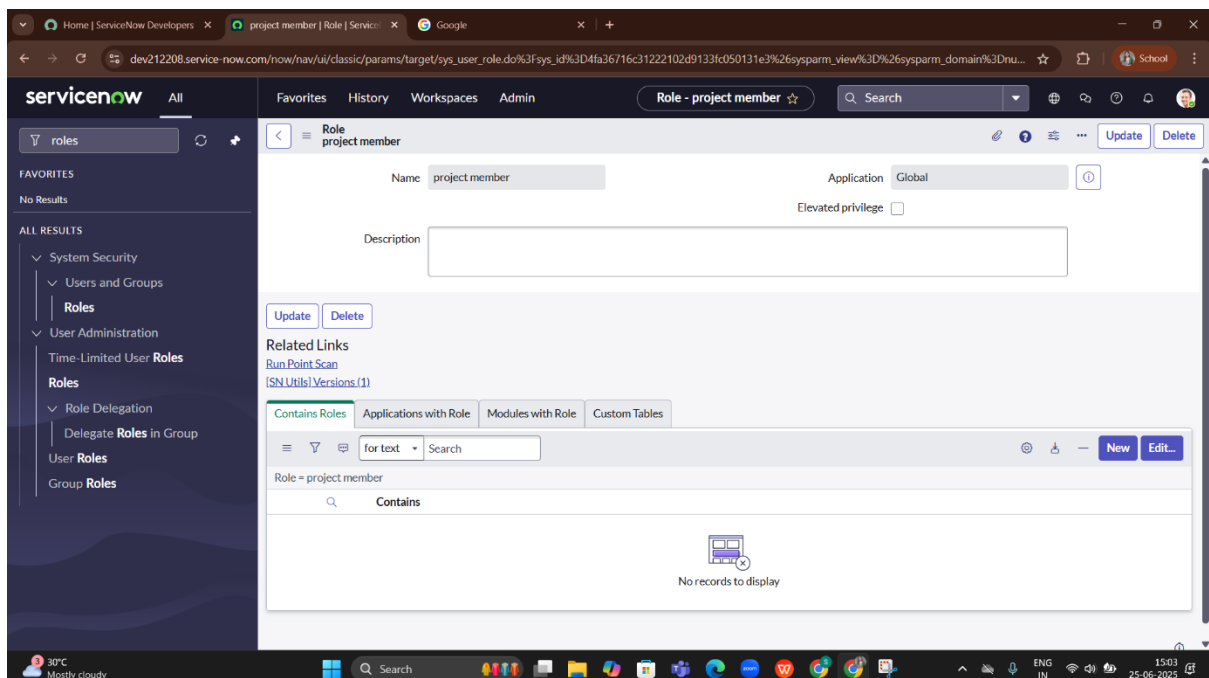 Home | ServiceNow Developers
project member | Role | Service
Google
dev212208.service-now.com/now/nav/ui/classic/params/target/sys_user_role.do%3Fsys_id%3D4fa36716c31222102d9133fc050131e3%26sysparm_view%3D%26sysparm_domain%3Dnu...
School
servicenow
All
Favorites
History
Workspaces
Admin
Role - project member
Search
roles
FAVORITES
No Results
ALL RESULTS
System Security
Users and Groups
Roles
User Administration
Time-Limited User Roles
Roles
Role Delegation
Delegate Roles in Group
User Roles
Group Roles
Role
project member
Update
Delete
Name
project member
Application
Global
Elevated privilege
Description
Update
Delete
Related Links
Run Point Scan
[SN Utils] Versions (1)
Contains Roles
Applications with Role
Modules with Role
Custom Tables
for text
Search
New
Edit...
Role = project member
Contains
No records to display
3
30°C
Mostly cloudy
Search
ENG
IN
15:03
25-06-2025